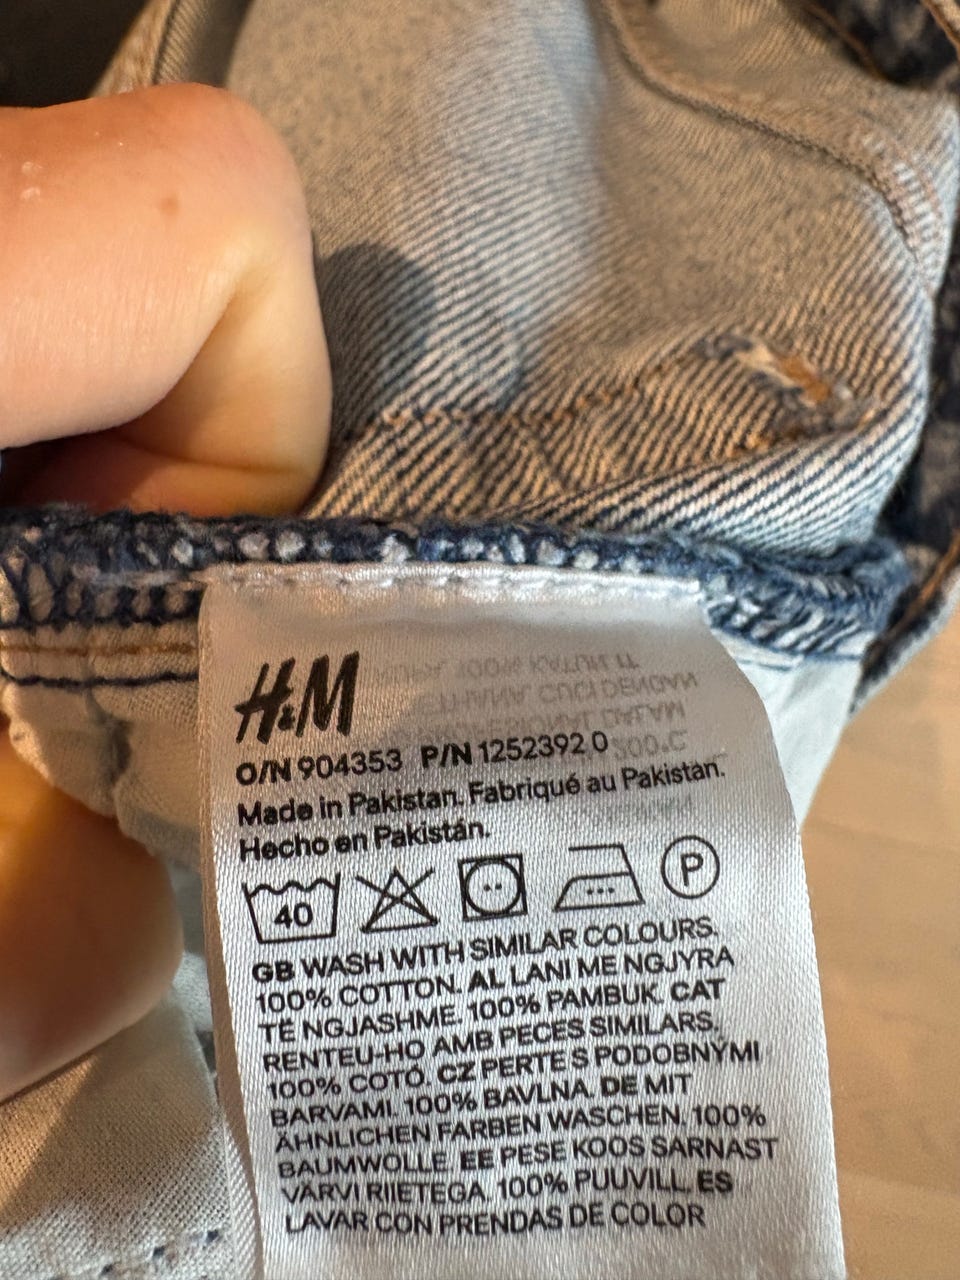 H&M
O/N 904353 P/N 1252392 0
Made in Pakistan. Fabriqué au Pakistan.
Hecho en Pakistán.
40 P
GB WASH WITH SIMILAR COLOURS.
100% COTTON. AL LANI ME NGJYRA
TË NGJASHME. 100% PAMBUK. CAT
RENTEU-HO AMB PECES SIMILARS.
100% COTÓ. CZ PERTE S PODOBNÝMI
BARVAMI. 100% BAVLNA. DE MIT
ÄHNLICHEN FARBEN WASCHEN. 100%
BAUMWOLLE. EE PESE KOOS SARNAST
VÄRVI RIIETEGA. 100% PUUVILL. ES
LAVAR CON PRENDAS DE COLOR